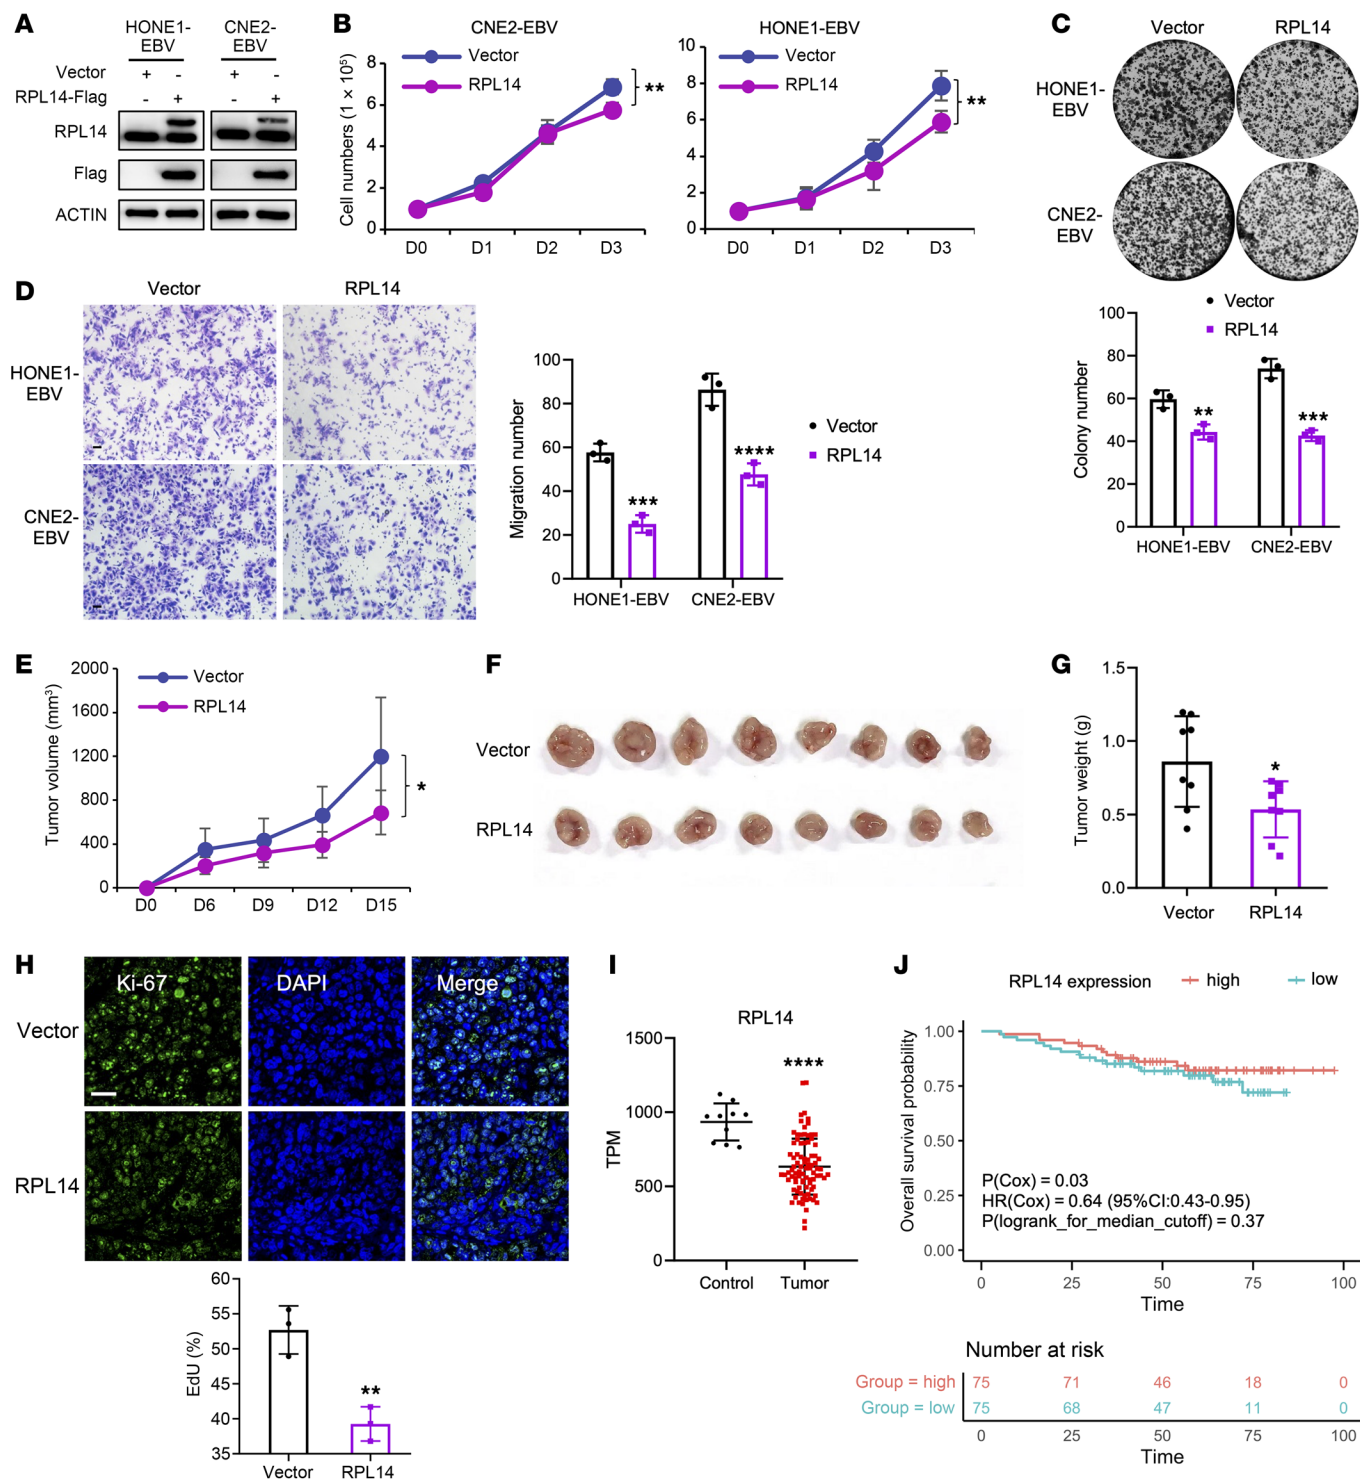 A
HONE1-
EBV
CNE2-
EBV
Vector + - + -
RPL14-Flag - + - +
RPL14
Flag
ACTIN
B
CNE2-EBV
Vector
RPL14
Cell numbers (1 × 10⁵)
8
6
4
2
0
D0 D1 D2 D3
**
HONE1-EBV
Vector
RPL14
10
8
6
4
2
0
D0 D1 D2 D3
**
C
Vector RPL14
HONE1-
EBV
CNE2-
EBV
Vector
RPL14
Colony number
100
80
60
40
20
0
** ***
HONE1-EBV CNE2-EBV
D
Vector RPL14
HONE1-
EBV
CNE2-
EBV
Migration number
100
80
60
40
20
0
*** ****
HONE1-EBV CNE2-EBV
Vector
RPL14
E
Tumor volume (mm³)
2000
1600
1200
800
400
0
Vector
RPL14
*
D0 D6 D9 D12 D15
F
Vector
RPL14
G
Tumor weight (g)
1.5
1.0
0.5
0.0
*
Vector RPL14
H
Ki-67 DAPI Merge
Vector
RPL14
EdU (%)
60
55
50
45
40
35
**
Vector RPL14
I
RPL14
TPM
1500
1000
500
0
****
Control Tumor
J
RPL14 expression high low
Overall survival probability
1.00
0.75
0.50
0.25
0.00
P(Cox) = 0.03
HR(Cox) = 0.64 (95%CI:0.43-0.95)
P(logrank_for_median_cutoff) = 0.37
0 25 50 75 100
Time
Number at risk
Group = high 75 71 46 18 0
Group = low 75 68 47 11 0
0 25 50 75 100
Time